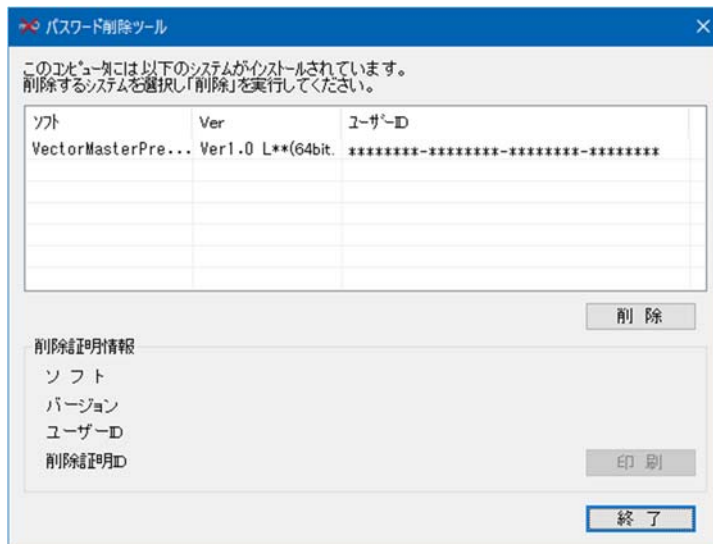 パスワード削除ツール
このコンピュータには以下のシステムがインストールされています。
削除するシステムを選択し「削除」を実行してください。
ソフト Ver ユーザーID
VectorMasterPre... Ver1.0 L**(64bit. ********-********-********-********
削 除
削除証明情報
ソ フ ト
バージョン
ユーザーID
削除証明ID
印 刷
終 了